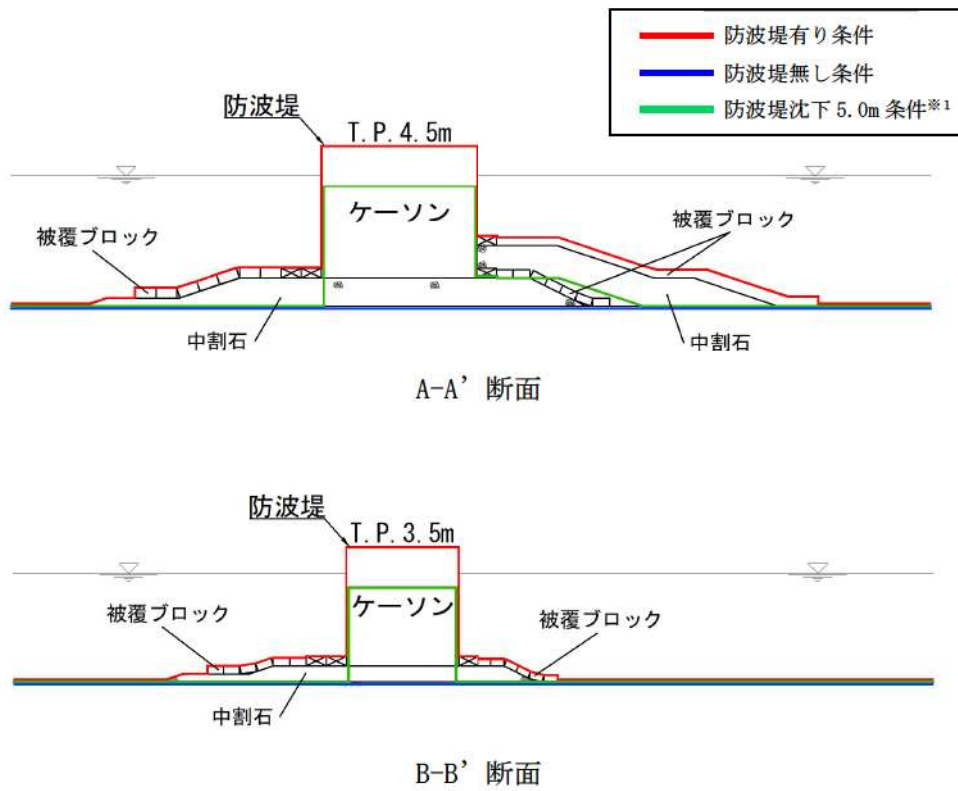 防波堤有り条件
防波堤無し条件
防波堤沈下 5.0m 条件※1
防波堤
T.P.4.5m
ケーソン
被覆ブロック
被覆ブロック
中割石
中割石
A-A’ 断面
防波堤
T.P.3.5m
ケーソン
被覆ブロック
被覆ブロック
中割石
B-B’ 断面